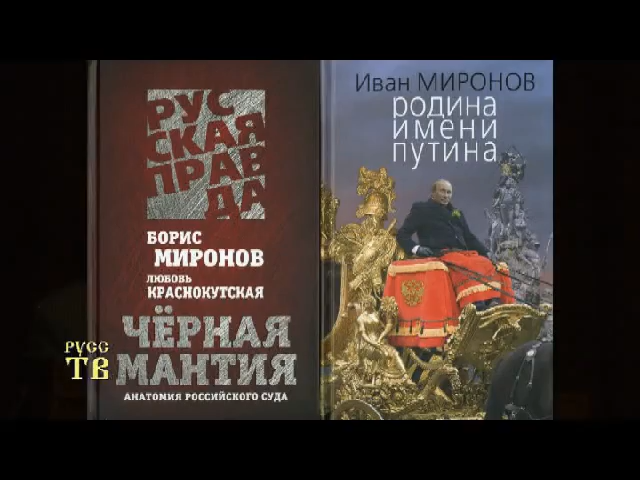 РУС
СКАЯ
ПРАВ
ДА
БОРИС
МИРОНОВ
ЛЮБОВЬ
КРАСНОКУТСКАЯ
ЧЁРНАЯ
МАНТИЯ
АНАТОМИЯ РОССИЙСКОГО СУДА
РУСС
ТВ
Иван МИРОНОВ
РОДИНА
ИМЕНИ
ПУТИНА